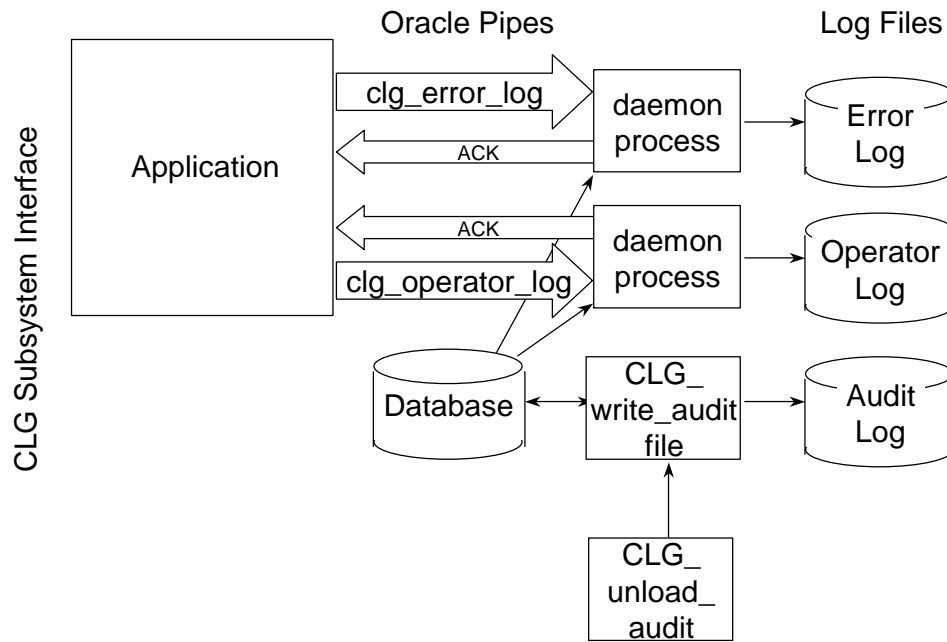 Oracle Pipes
Log Files
CLG Subsystem Interface
Application
clg_error_log
ACK
daemon
process
Error
Log
ACK
clg_operator_log
daemon
process
Operator
Log
Database
CLG_
write_audit
file
Audit
Log
CLG_
unload_
audit